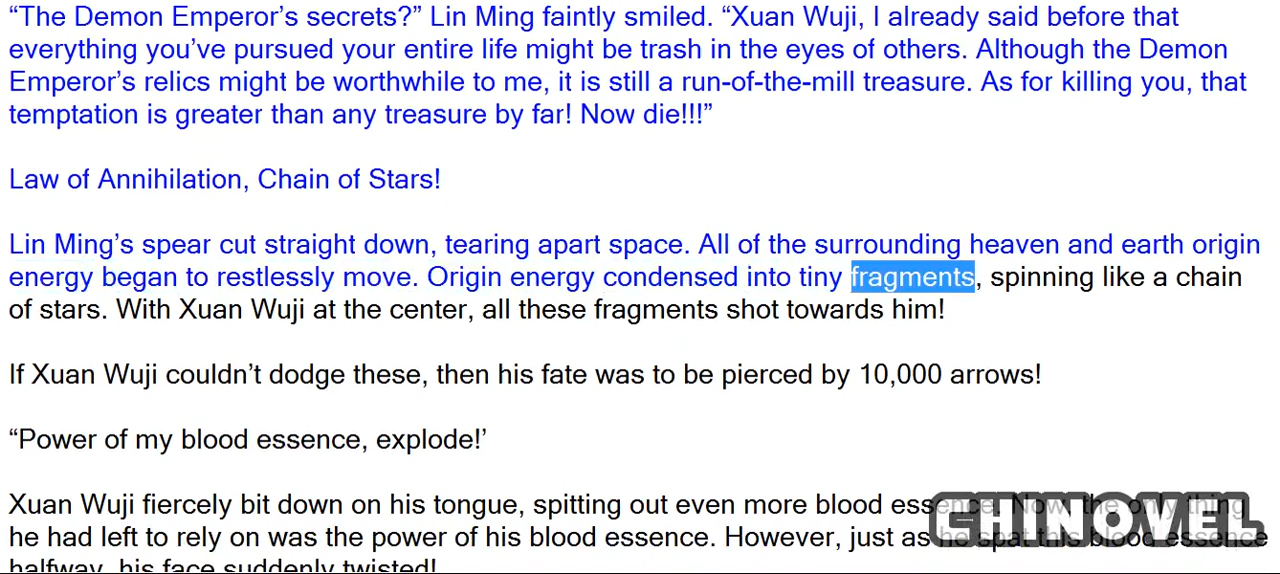 “The Demon Emperor’s secrets?” Lin Ming faintly smiled. “Xuan Wuji, I already said before that
everything you’ve pursued your entire life might be trash in the eyes of others. Although the Demon
Emperor’s relics might be worthwhile to me, it is still a run-of-the-mill treasure. As for killing you, that
temptation is greater than any treasure by far! Now die!!!”
Law of Annihilation, Chain of Stars!
Lin Ming’s spear cut straight down, tearing apart space. All of the surrounding heaven and earth origin
energy began to restlessly move. Origin energy condensed into tiny fragments, spinning like a chain
of stars. With Xuan Wuji at the center, all these fragments shot towards him!
If Xuan Wuji couldn’t dodge these, then his fate was to be pierced by 10,000 arrows!
“Power of my blood essence, explode!’
Xuan Wuji fiercely bit down on his tongue, spitting out even more blood essence. Now, the only thing
he had left to rely on was the power of his blood essence. However, just as he spat this blood essence
halfway, his face suddenly twisted!
CHINOVEL